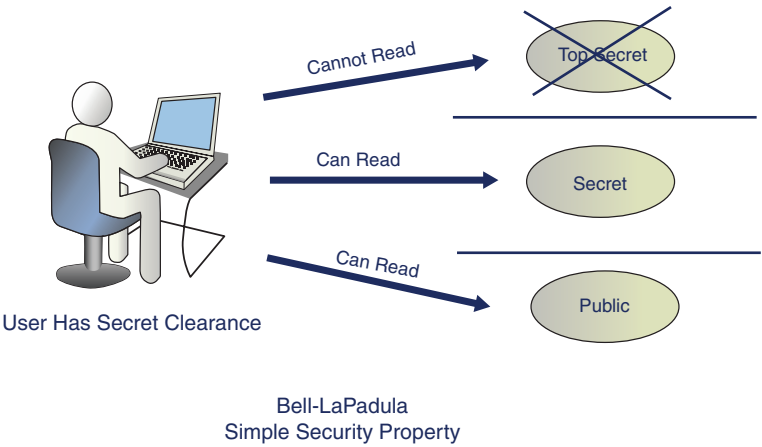 Cannot Read
Top Secret
Can Read
Secret
Can Read
Public
User Has Secret Clearance
Bell-LaPadula
Simple Security Property